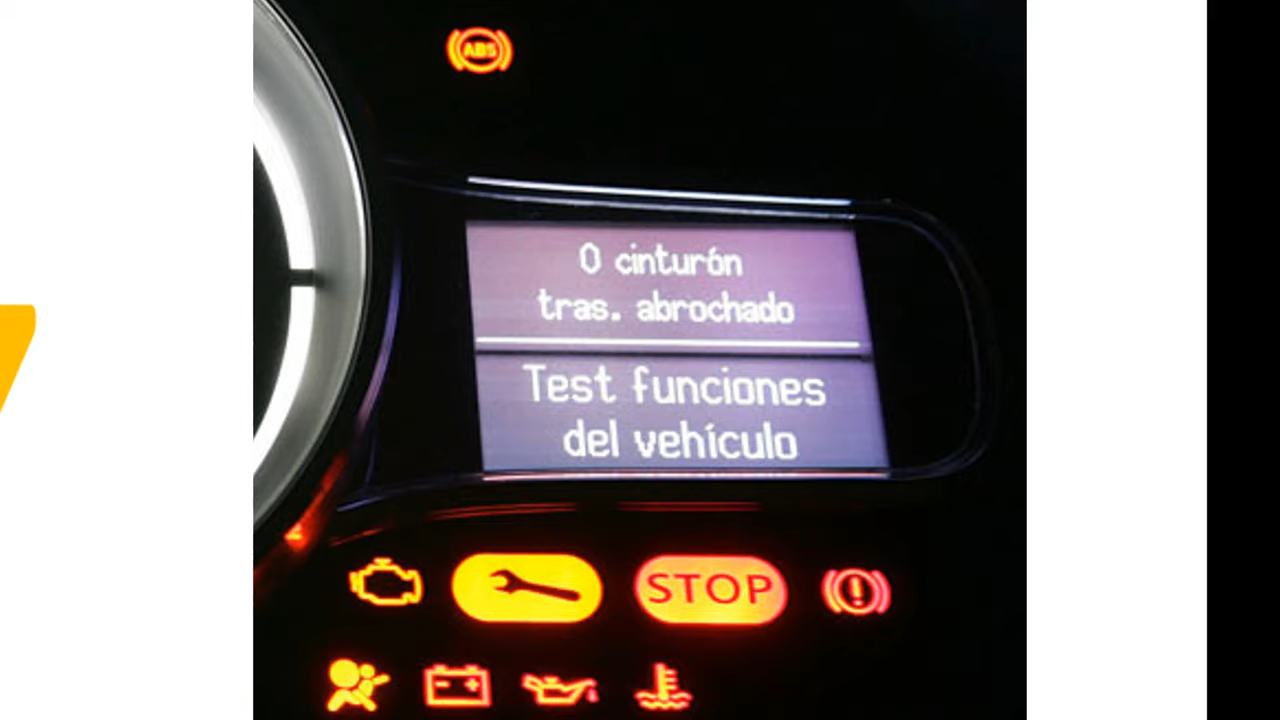 ABS
0 cinturón
tras. abrochado
Test funciones
del vehículo
STOP